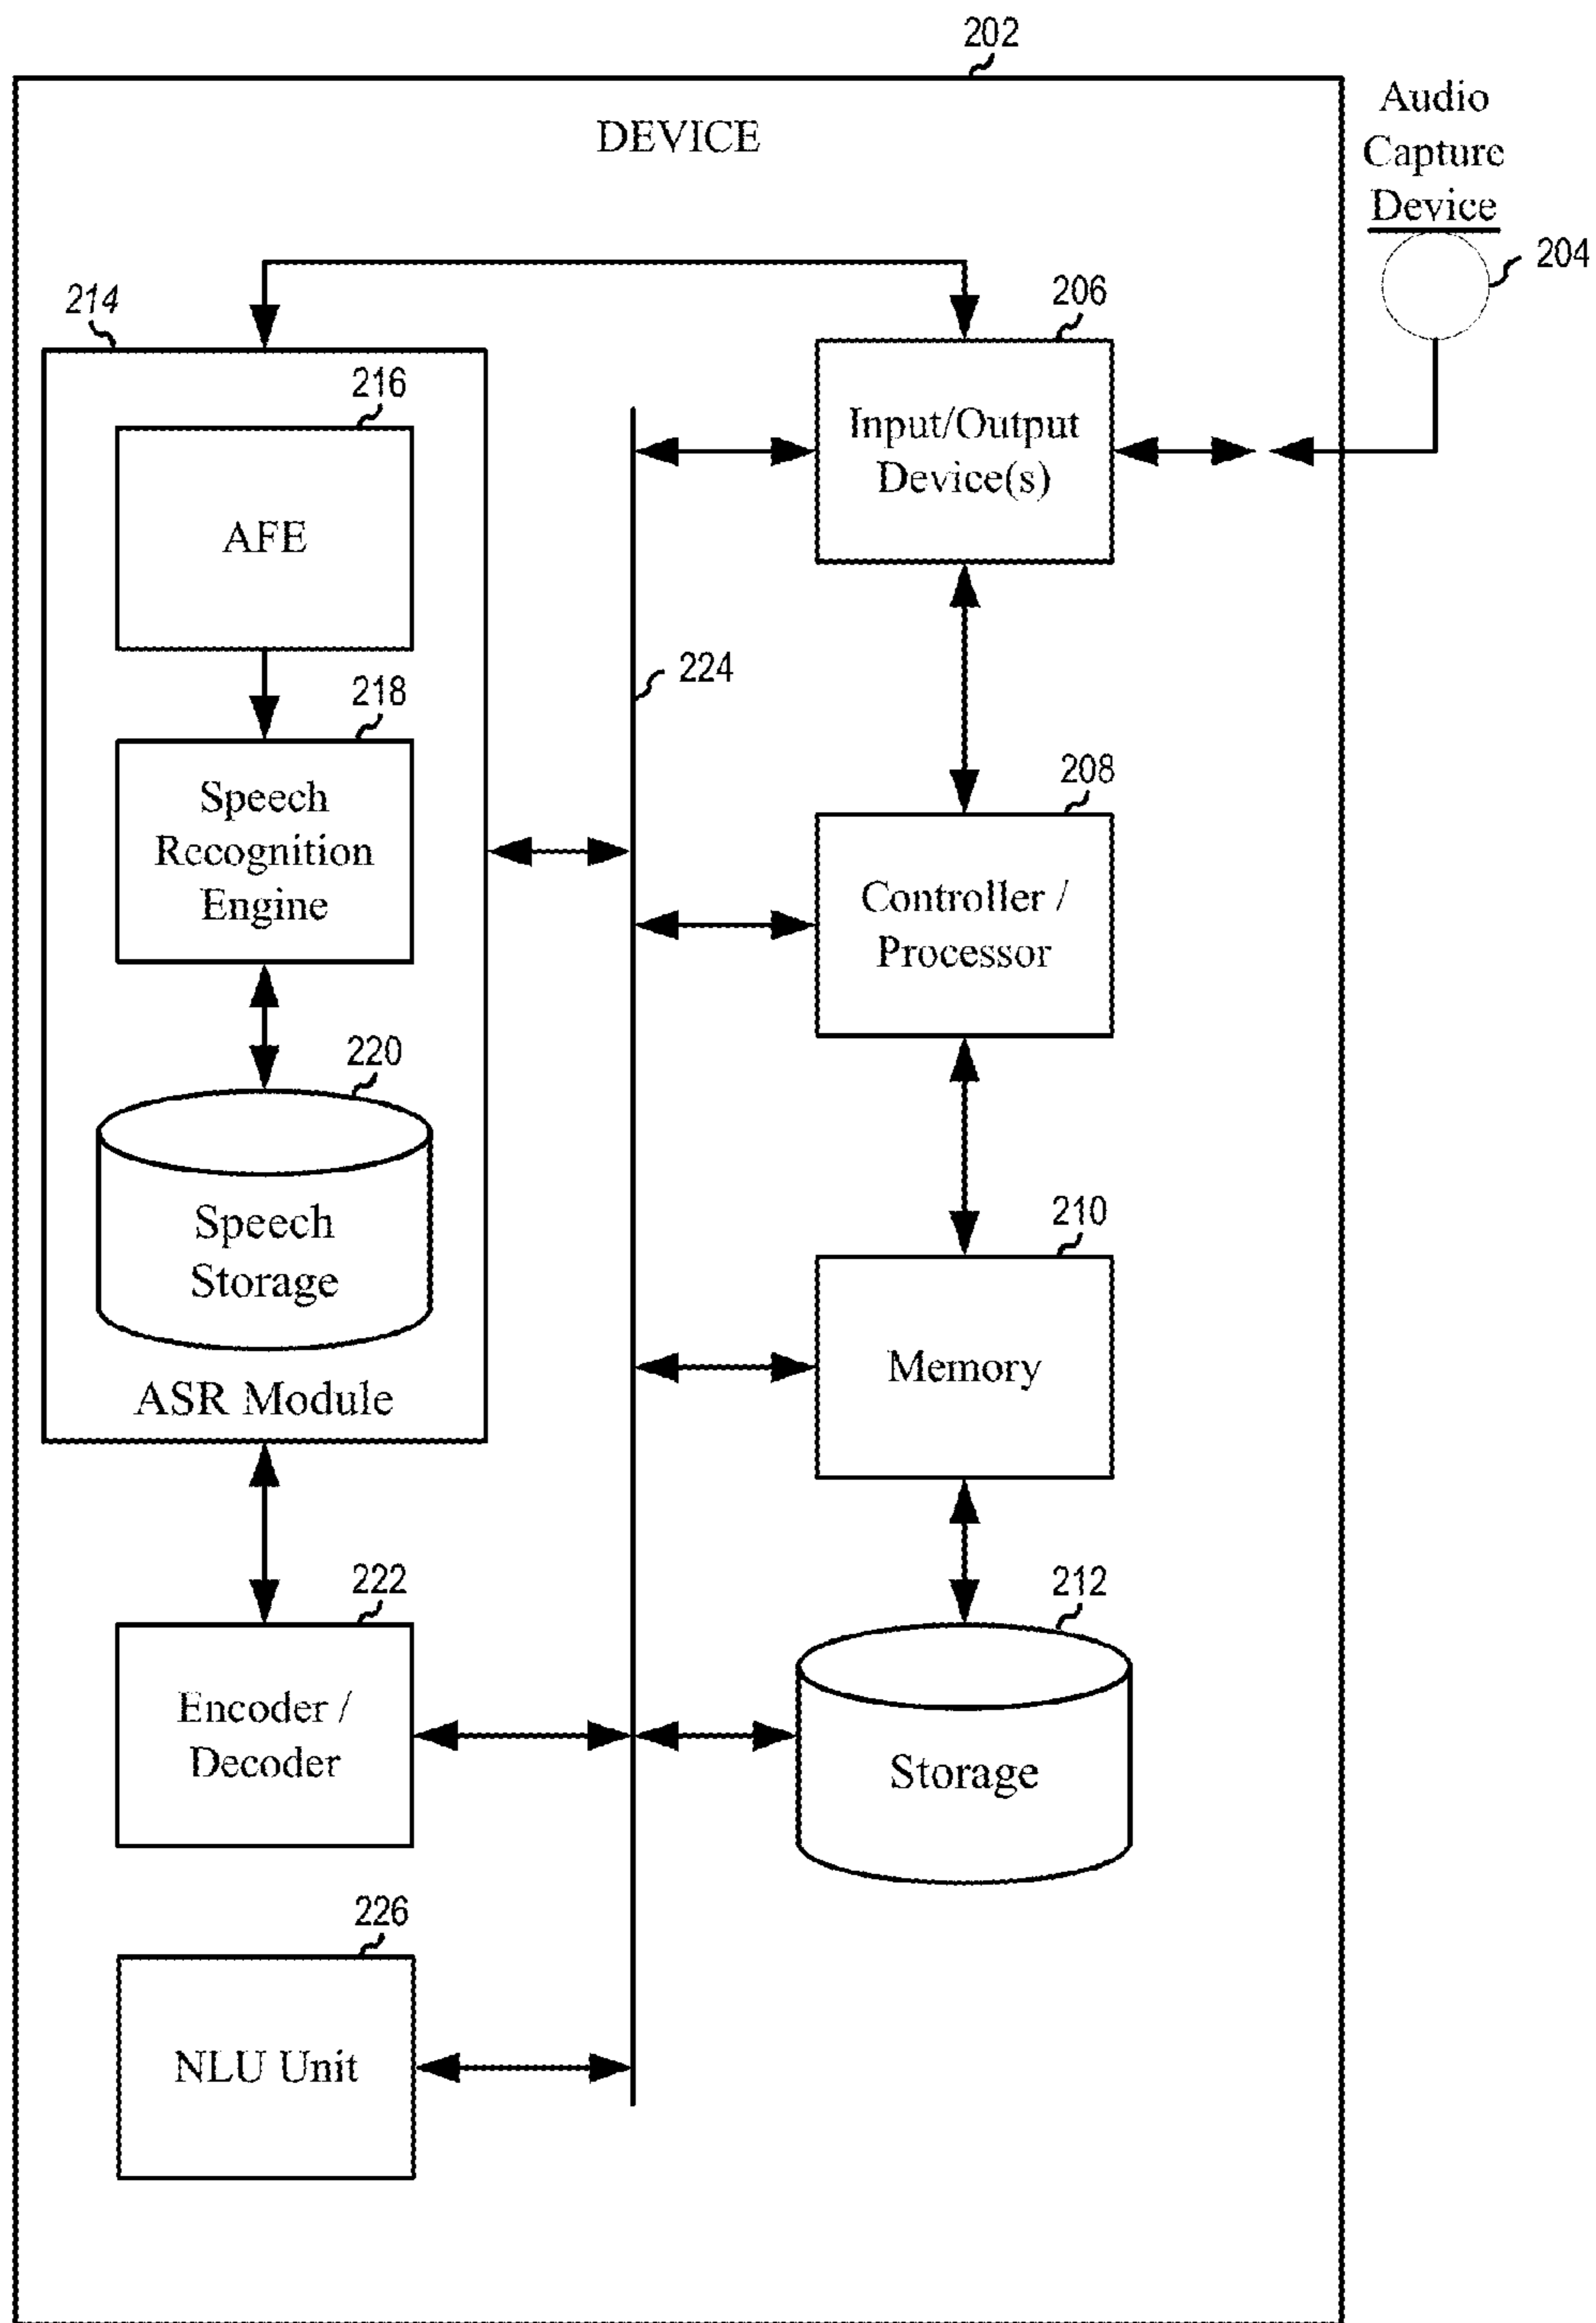 202
DEVICE
Audio
Capture
Device
204
214
206
216
Input/Output
Device(s)
AFE
224
218
208
Speech
Recognition
Engine
Controller /
Processor
220
210
Speech
Storage
Memory
ASR Module
222
212
Encoder /
Decoder
Storage
226
NLU Unit